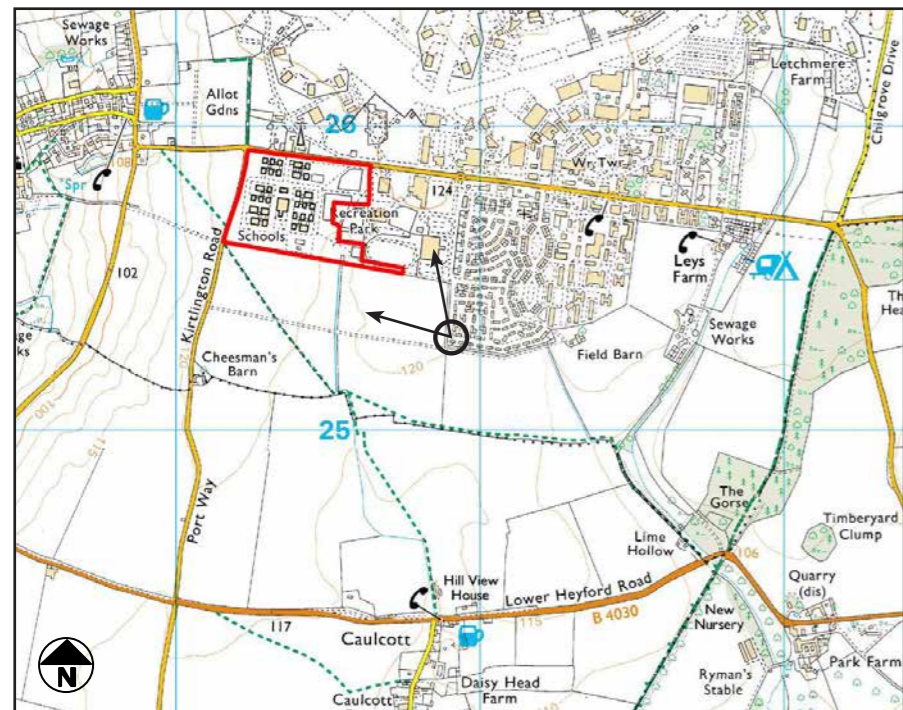 Sewage
Works
Allot
Gdns
26
Letchmere
Farm
Chilgrove Drive
108
Wr Twr
124
Spr
Recreation
Park
Schools
Kirtlington Road
Leys
Farm
102
Sewage
Works
Cheesman's
Barn
120
Field Barn
100
115
25
Port Way
The
Gorse
Timberyard
Clump
Lime
Hollow
106
Hill View
House
Lower Heyford Road
B 4030
Quarry
(dis)
117
115
New
Nursery
Caulcott
Park Farm
Daisy Head
Farm
Ryman's
Stable
Caulcott
N